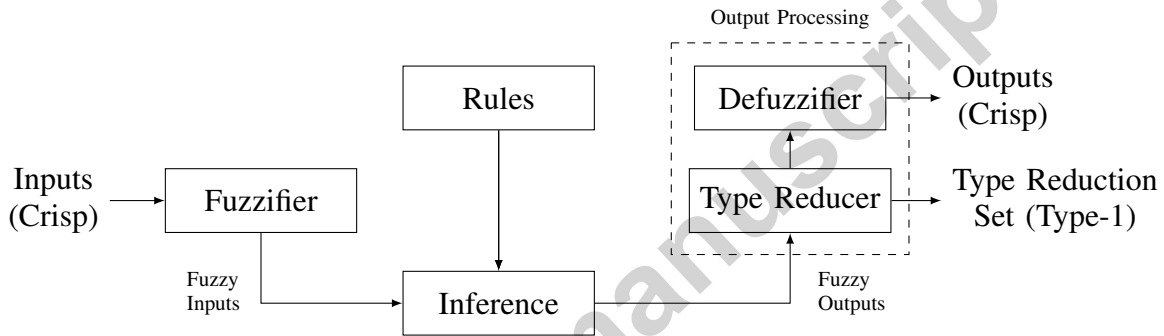 Output Processing
Rules
Defuzzifier
Outputs
(Crisp)
Inputs
(Crisp)
Fuzzifier
Type Reducer
Type Reduction
Set (Type-1)
Fuzzy
Inputs
Inference
Fuzzy
Outputs
manuscrip